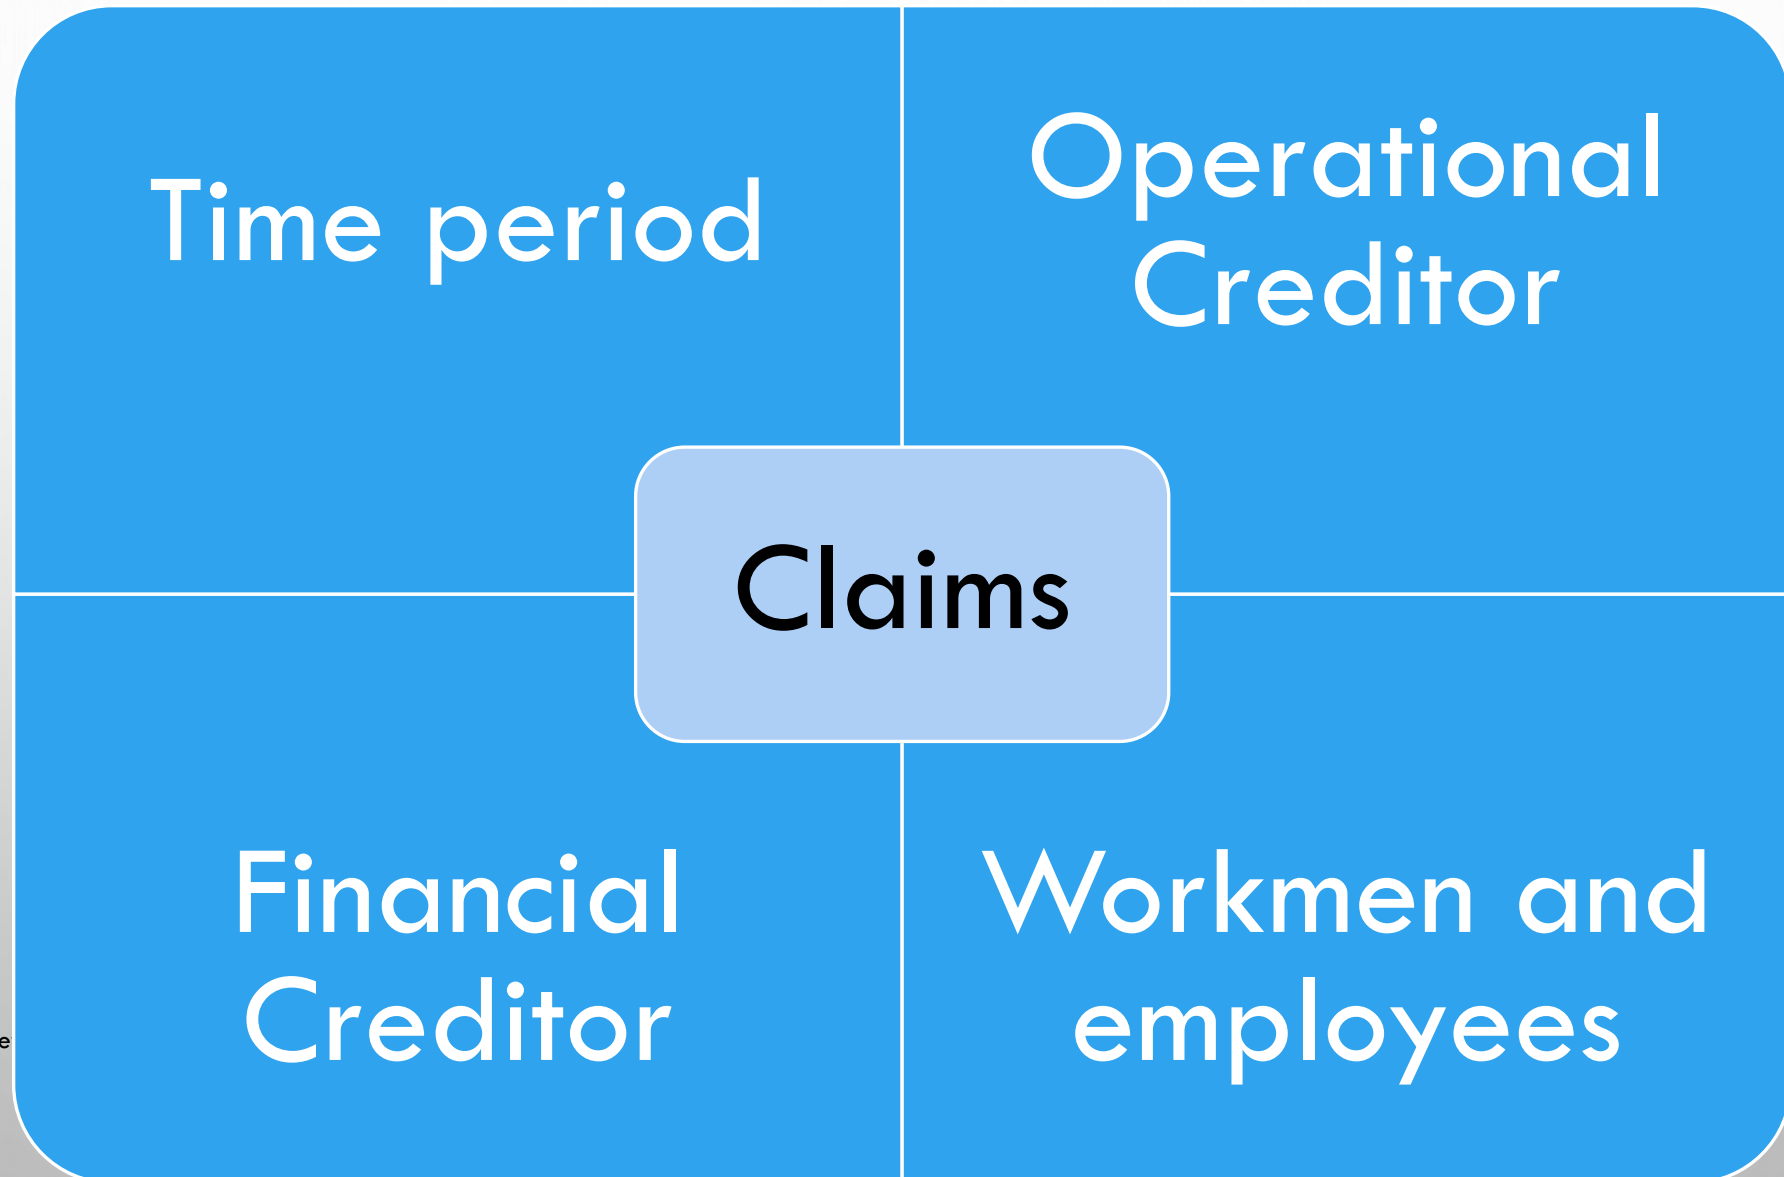 Time period
Operational
Creditor
Claims
Financial
Creditor
Workmen and
employees